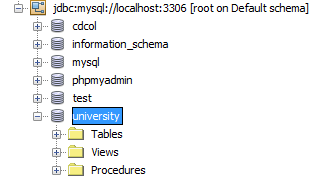 jdbc:mysql://localhost:3306 [root on Default schema]
cdcol
information_schema
mysql
phpmyadmin
test
university
Tables
Views
Procedures